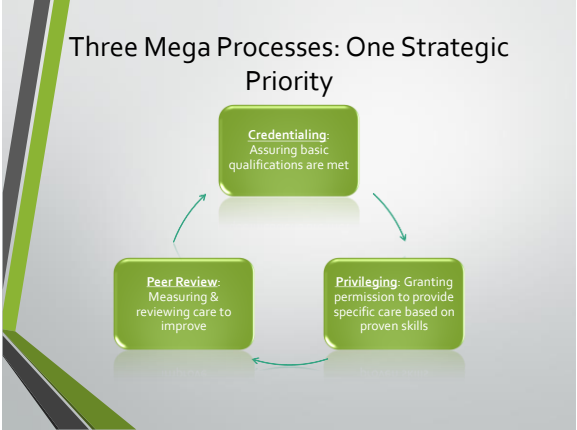 Three Mega Processes: One Strategic
Priority
Credentialing:
Assuring basic
qualifications are met
Peer Review:
Measuring &
reviewing care to
improve
Privileging: Granting
permission to provide
specific care based on
proven skills